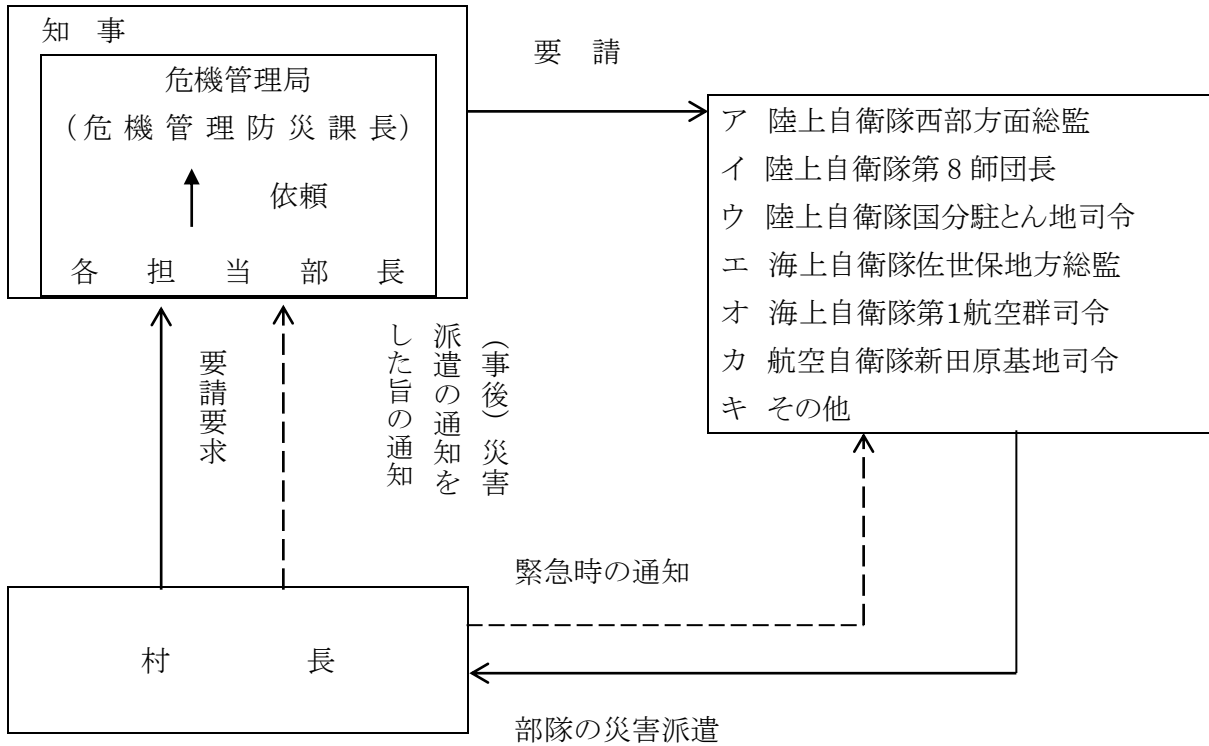 知 事
危機管理局
(危機管理防災課長)
依頼
各 担 当 部 長
要 請
ア 陸上自衛隊西部方面総監
イ 陸上自衛隊第8師団長
ウ 陸上自衛隊国分駐とん地司令
エ 海上自衛隊佐世保地方総監
オ 海上自衛隊第1航空群司令
カ 航空自衛隊新田原基地司令
キ その他
要請要求
(事後)災害
派遣の通知を
した旨の通知
緊急時の通知
村 長
部隊の災害派遣